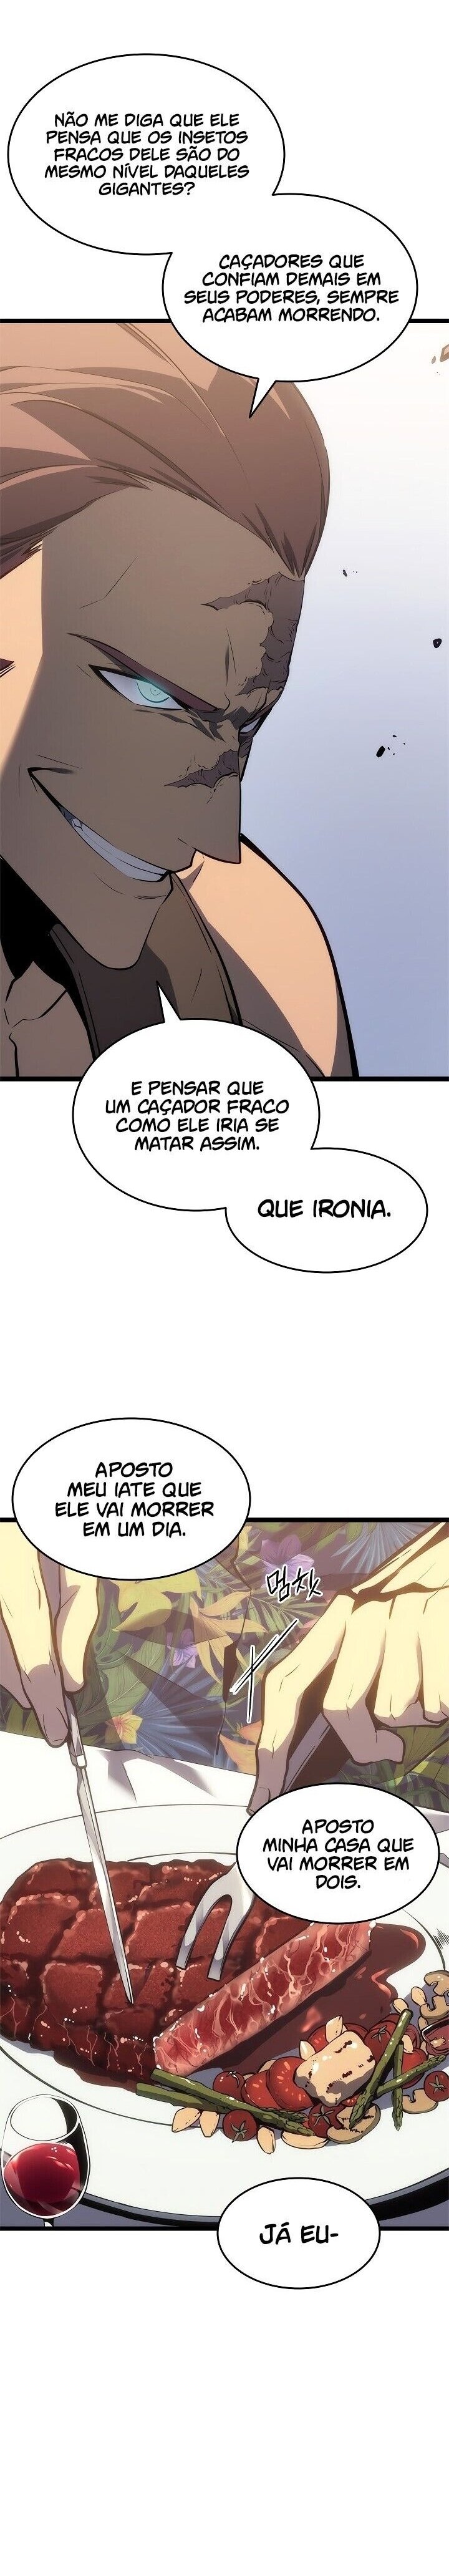 NÃO ME DIGA QUE ELE
PENSA QUE OS INSETOS
FRACOS DELE SÃO DO
MESMO NÍVEL DAQUELES
GIGANTES?
CAÇADORES QUE
CONFIAM DEMAIS EM
SEUS PODERES, SEMPRE
ACABAM MORRENDO.
E PENSAR QUE
UM CAÇADOR FRACO
COMO ELE IRIA SE
MATAR ASSIM.
QUE IRONIA.
APOSTO
MEU IATE QUE
ELE VAI MORRER
EM UM DIA.
멈칫
APOSTO
MINHA CASA QUE
VAI MORRER EM
DOIS.
JÁ EU-